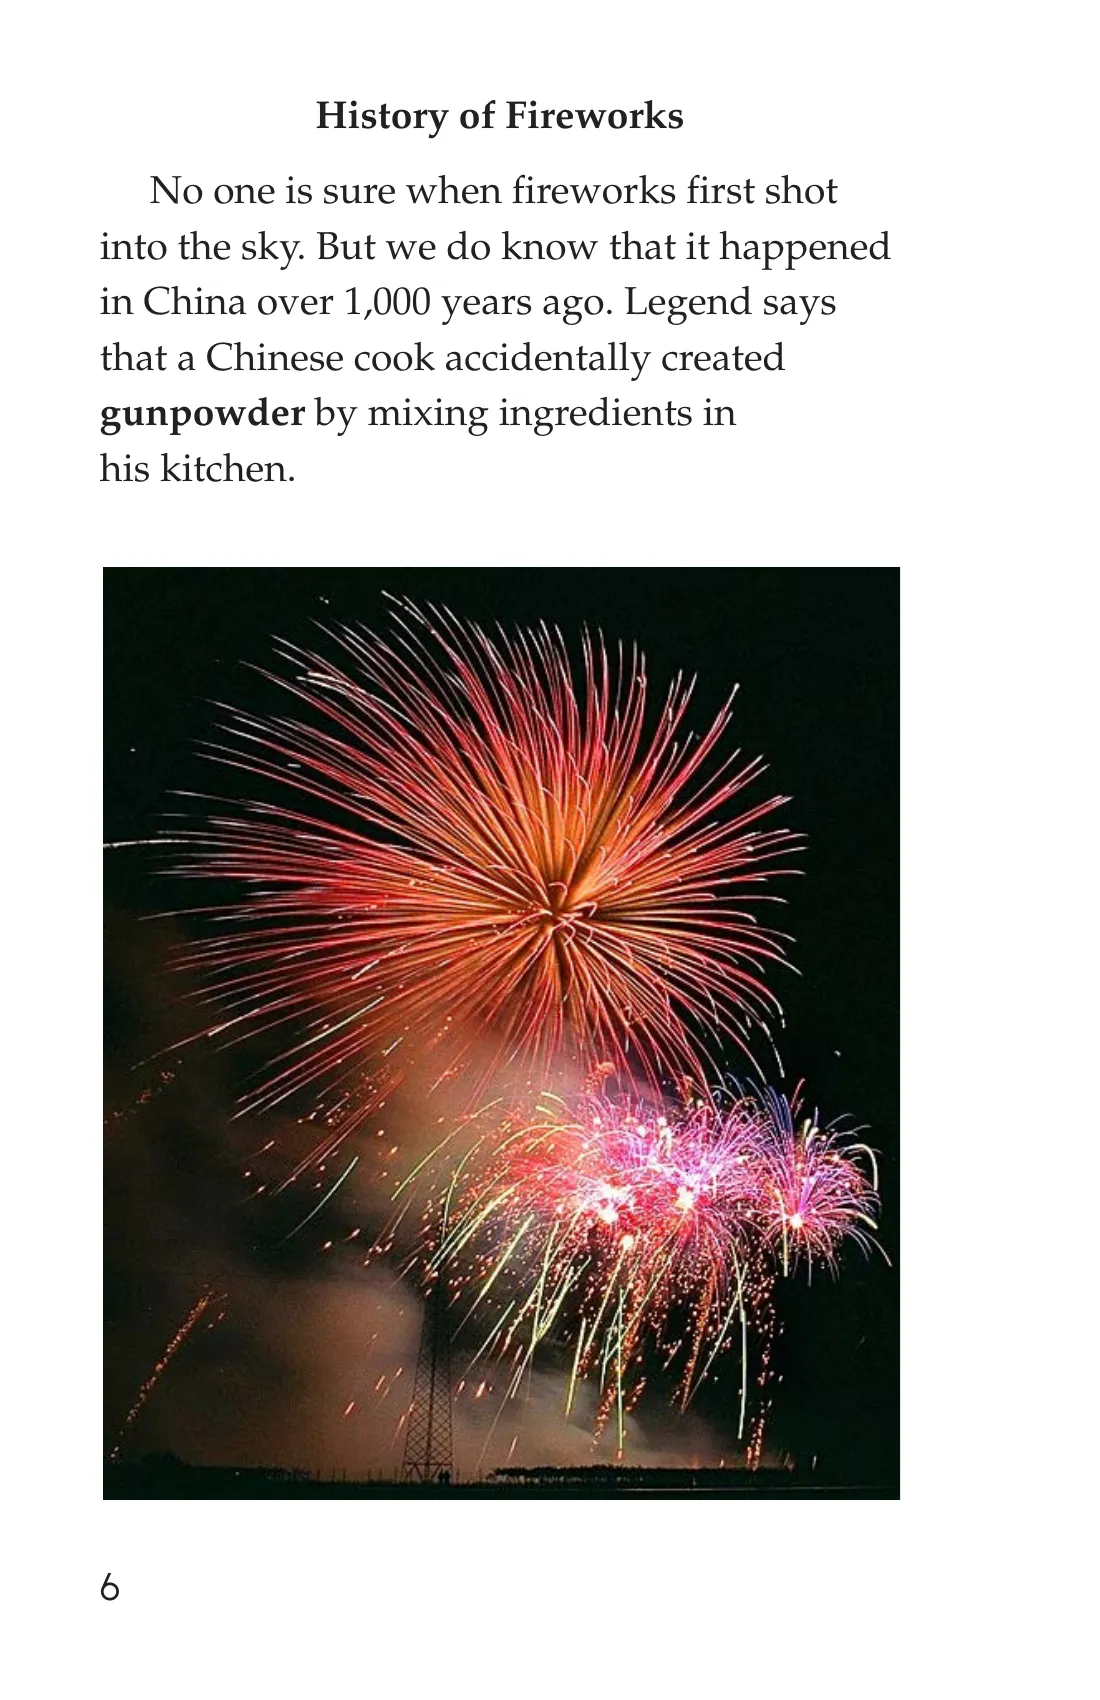 History of Fireworks
No one is sure when fireworks first shot
into the sky. But we do know that it happened
in China over 1,000 years ago. Legend says
that a Chinese cook accidentally created
gunpowder by mixing ingredients in
his kitchen.
6